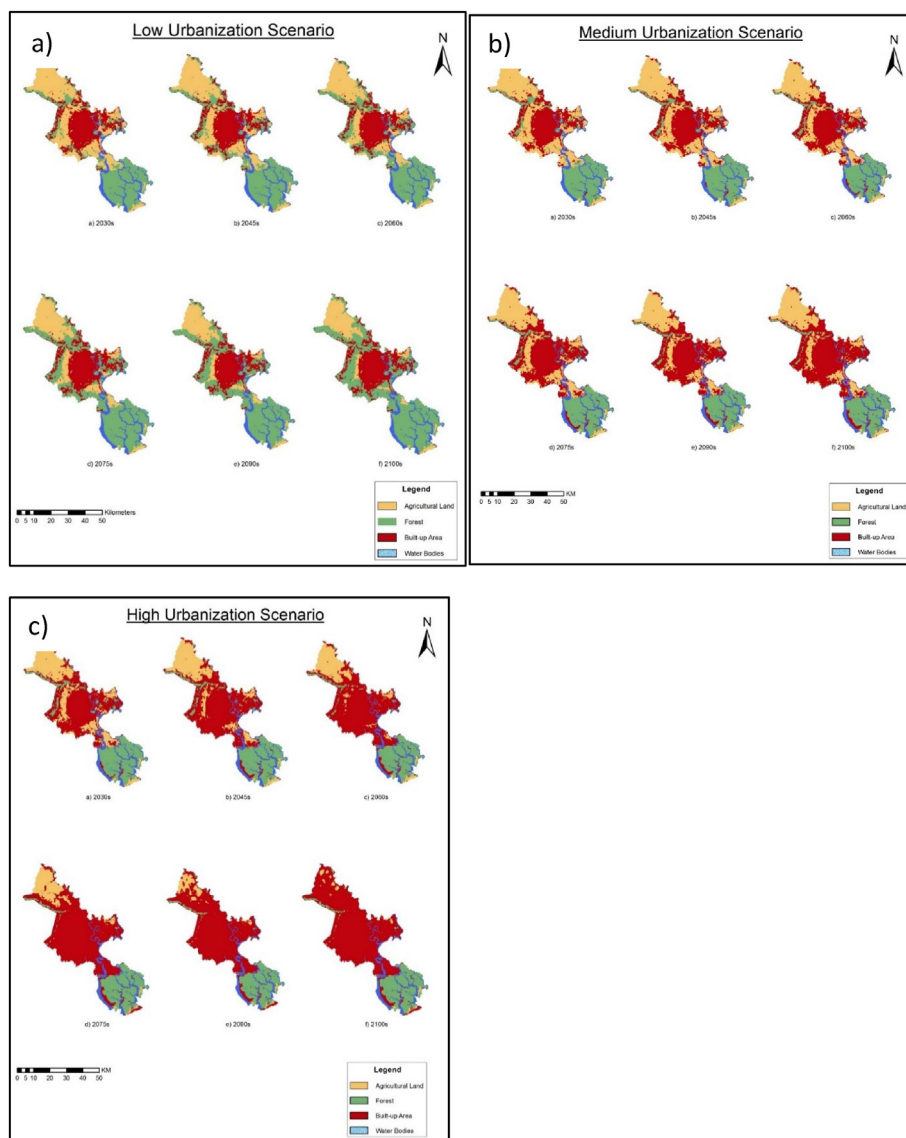 a)
Low Urbanization Scenario
N
a) 2030s
b) 2045s
c) 2060s
d) 2075s
e) 2090s
f) 2100s
Kilometers
0 5 10 20 30 40 50
Legend
Agricultural Land
Forest
Built-up Area
Water Bodies
b)
Medium Urbanization Scenario
N
a) 2030s
b) 2045s
c) 2060s
d) 2075s
e) 2090s
f) 2100s
KM
0 5 10 20 30 40 50
Legend
Agricultural Land
Forest
Built-up Area
Water Bodies
c)
High Urbanization Scenario
N
a) 2030s
b) 2045s
c) 2060s
d) 2075s
e) 2090s
f) 2100s
KM
0 5 10 20 30 40 50
Legend
Agricultural Land
Forest
Built-up Area
Water Bodies